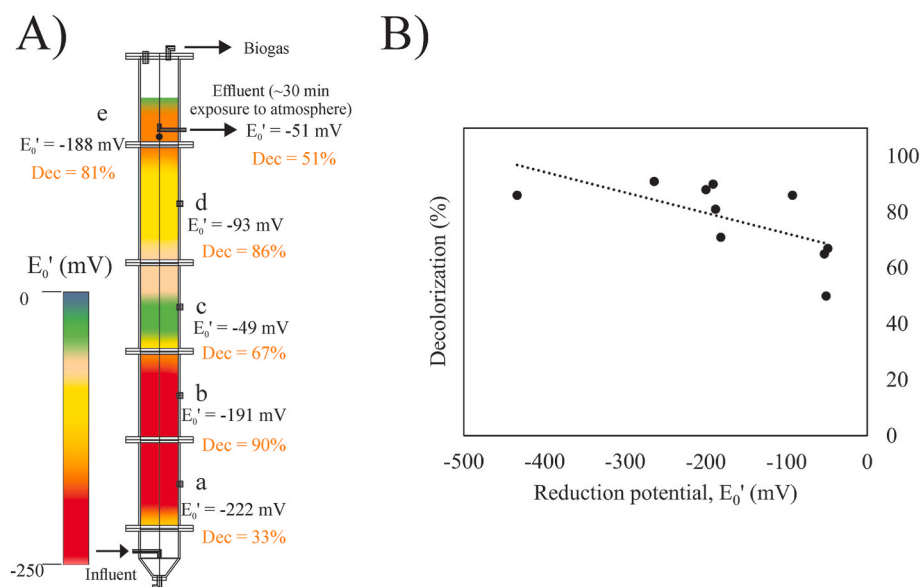 A)
Biogas
Effluent (~30 min
exposure to atmosphere)
E0' = -51 mV
Dec = 51%
e
E0' = -188 mV
Dec = 81%
d
E0' = -93 mV
Dec = 86%
E0' (mV)
0
-250
c
E0' = -49 mV
Dec = 67%
b
E0' = -191 mV
Dec = 90%
a
E0' = -222 mV
Dec = 33%
Influent
B)
Decolorization (%)
100
80
60
40
20
0
-500 -400 -300 -200 -100 0
Reduction potential, E0' (mV)